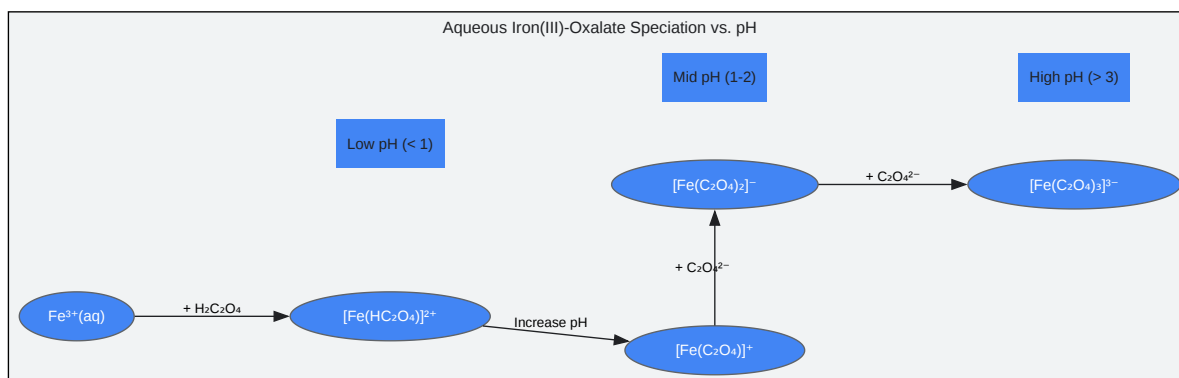 Aqueous Iron(III)-Oxalate Speciation vs. pH
Mid pH (1-2)
High pH (> 3)
Low pH (< 1)
[Fe(C₂O₄)₂]⁻
+ C₂O₄²⁻
[Fe(C₂O₄)₃]³⁻
+ C₂O₄²⁻
Fe³⁺(aq)
+ H₂C₂O₄
[Fe(HC₂O₄)]²⁺
Increase pH
[Fe(C₂O₄)]⁺